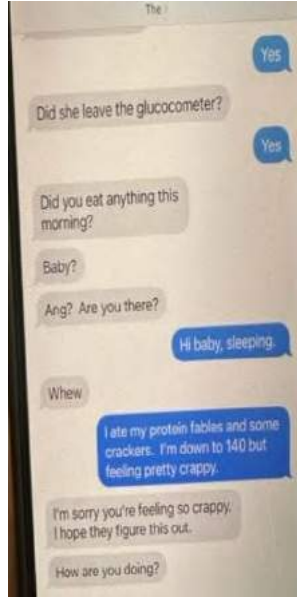 The
Yes
Did she leave the glucocometer?
Yes
Did you eat anything this
morning?
Baby?
Ang? Are you there?
Hi baby, sleeping.
Whew
I ate my protein fables and some
crackers. I'm down to 140 but
feeling pretty crappy.
I'm sorry you're feeling so crappy.
I hope they figure this out.
How are you doing?